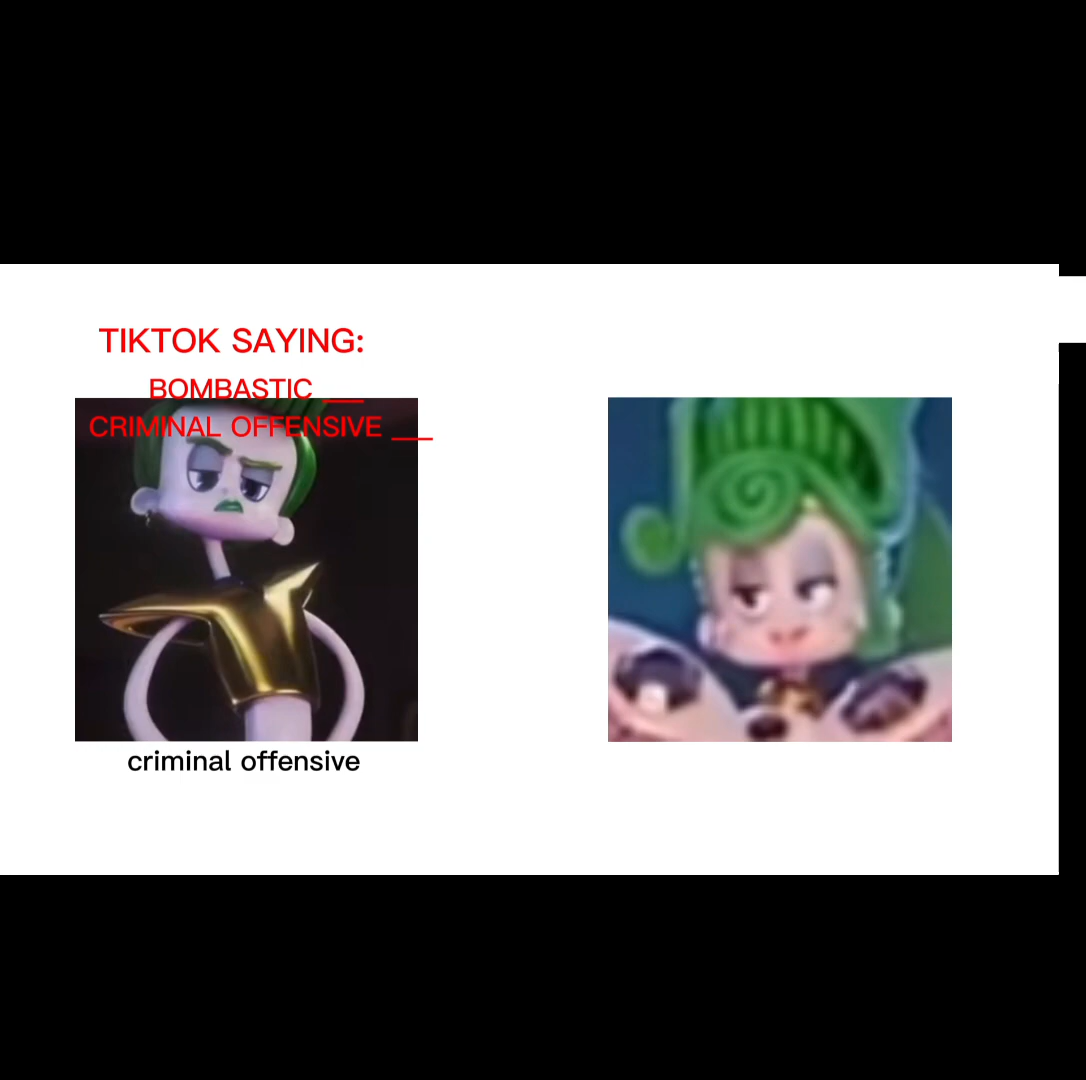 TIKTOK SAYING:
BOMBASTIC __
CRIMINAL OFFENSIVE __
criminal offensive